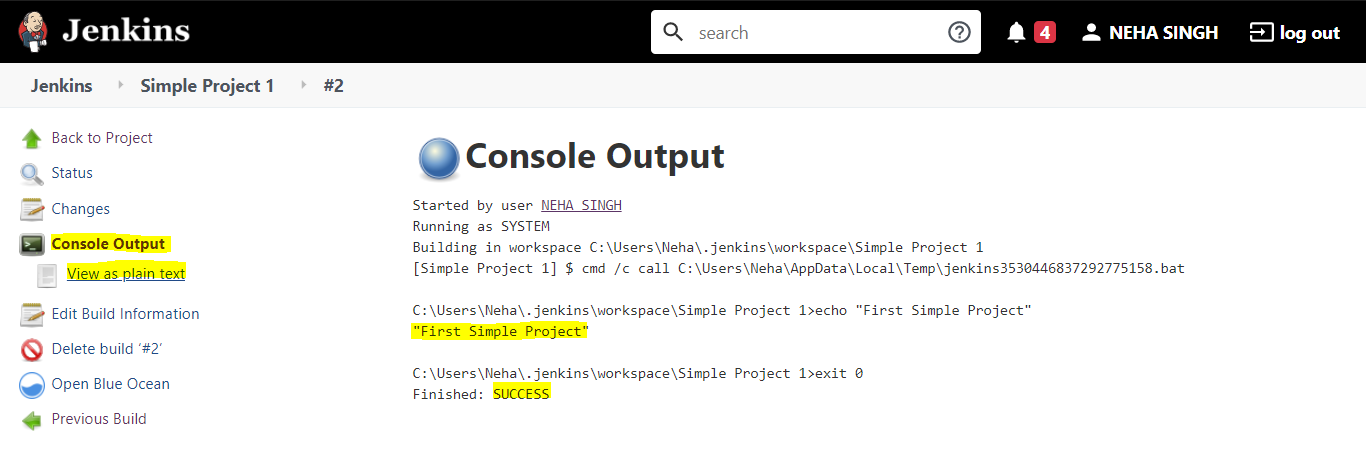 Jenkins
search
4
NEHA SINGH
log out
Jenkins
Simple Project 1
#2
Back to Project
Status
Changes
Console Output
View as plain text
Edit Build Information
Delete build ‘#2’
Open Blue Ocean
Previous Build
Console Output
Started by user NEHA SINGH
Running as SYSTEM
Building in workspace C:\Users\Neha\.jenkins\workspace\Simple Project 1
[Simple Project 1] $ cmd /c call C:\Users\Neha\AppData\Local\Temp\jenkins3530446837292775158.bat
C:\Users\Neha\.jenkins\workspace\Simple Project 1>echo "First Simple Project"
"First Simple Project"
C:\Users\Neha\.jenkins\workspace\Simple Project 1>exit 0
Finished: SUCCESS